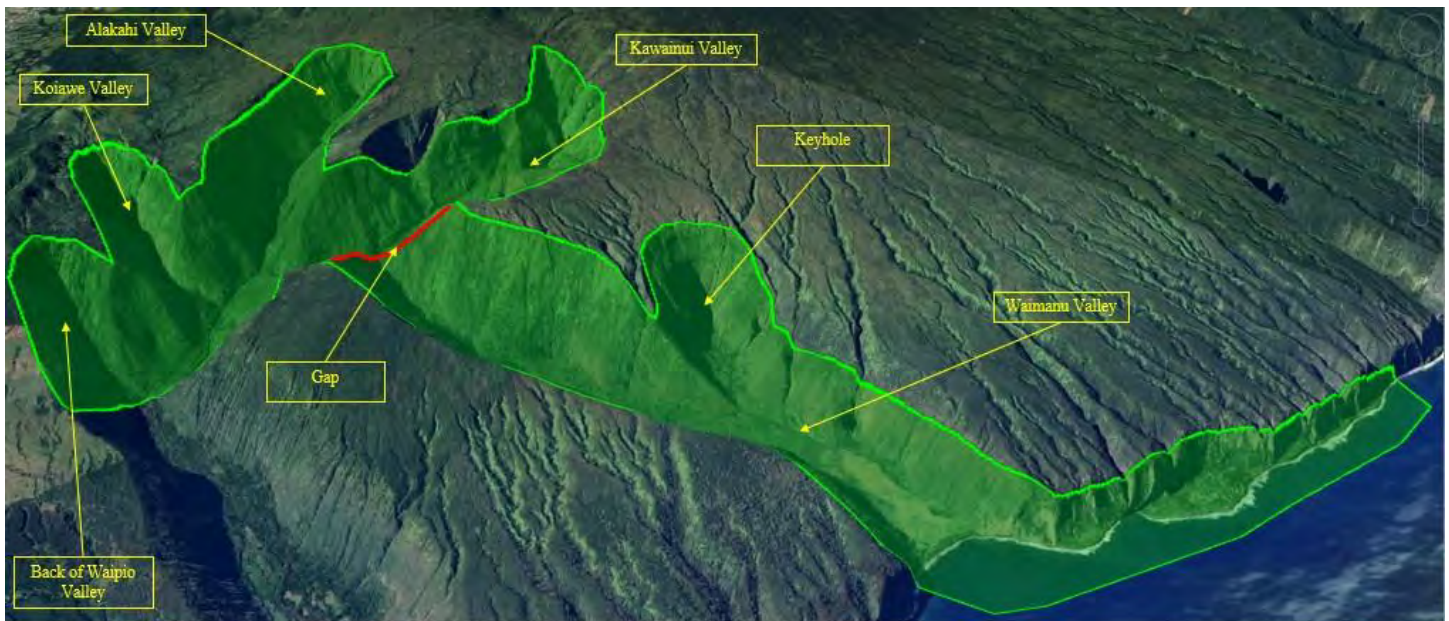 Alakahi Valley
Kawainui Valley
Koiawe Valley
Keyhole
Waimanu Valley
Gap
Back of Waipio
Valley